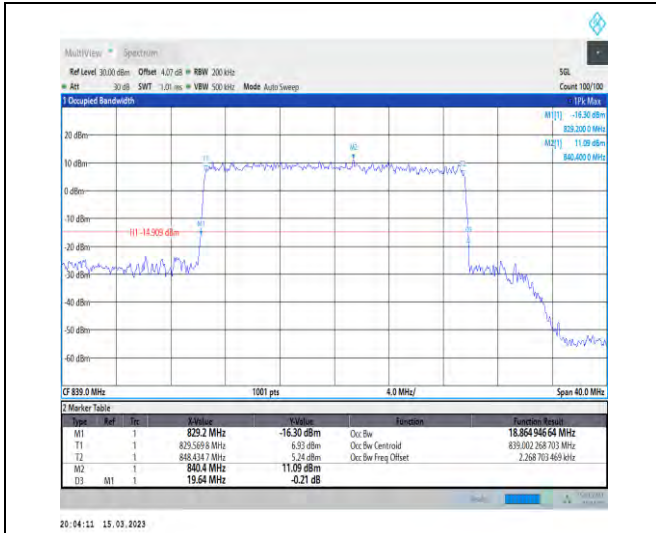 MultiView Spectrum
Ref Level 30.00 dBm Offset 4.07 dB RBW 200 kHz SGL
Att 30 dB SWT 1.01 ms VBW 500 kHz Mode Auto Sweep Count 100/100
1 Occupied Bandwidth 1Pk Max
M1[1] -16.30 dBm
829.200 0 MHz
M2[1] 11.09 dBm
840.400 0 MHz
20 dBm
M2
T1
10 dBm
0 dBm
-10 dBm
M1
H1 -14.909 dBm
-20 dBm
-30 dBm
-40 dBm
-50 dBm
-60 dBm
CF 839.0 MHz 1001 pts 4.0 MHz/ Span 40.0 MHz
2 Marker Table
Type Ref Trc X-Value Y-Value Function Function Result
M1 1 829.2 MHz -16.30 dBm Occ Bw 18.864 946 64 MHz
T1 1 829.569 8 MHz 6.93 dBm Occ Bw Centroid 839.002 268 703 MHz
T2 1 848.434 7 MHz 5.24 dBm Occ Bw Freq Offset 2.268 703 469 kHz
M2 1 840.4 MHz 11.09 dBm
D3 M1 1 19.64 MHz -0.21 dB
20:04:11 15.03.2023